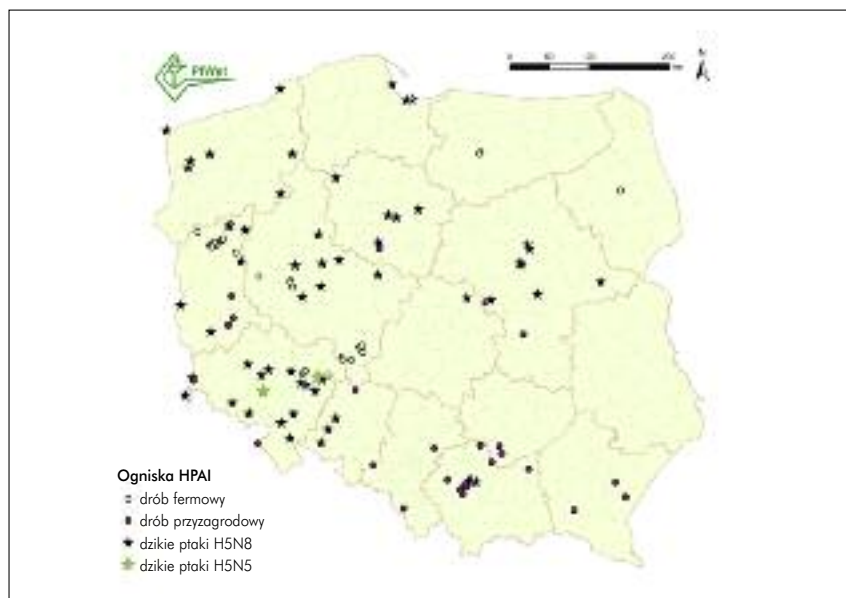 PIWet
Ogniska HPAI
drób fermowy
drób przyzagrodowy
dzikie ptaki H5N8
dzikie ptaki H5N5